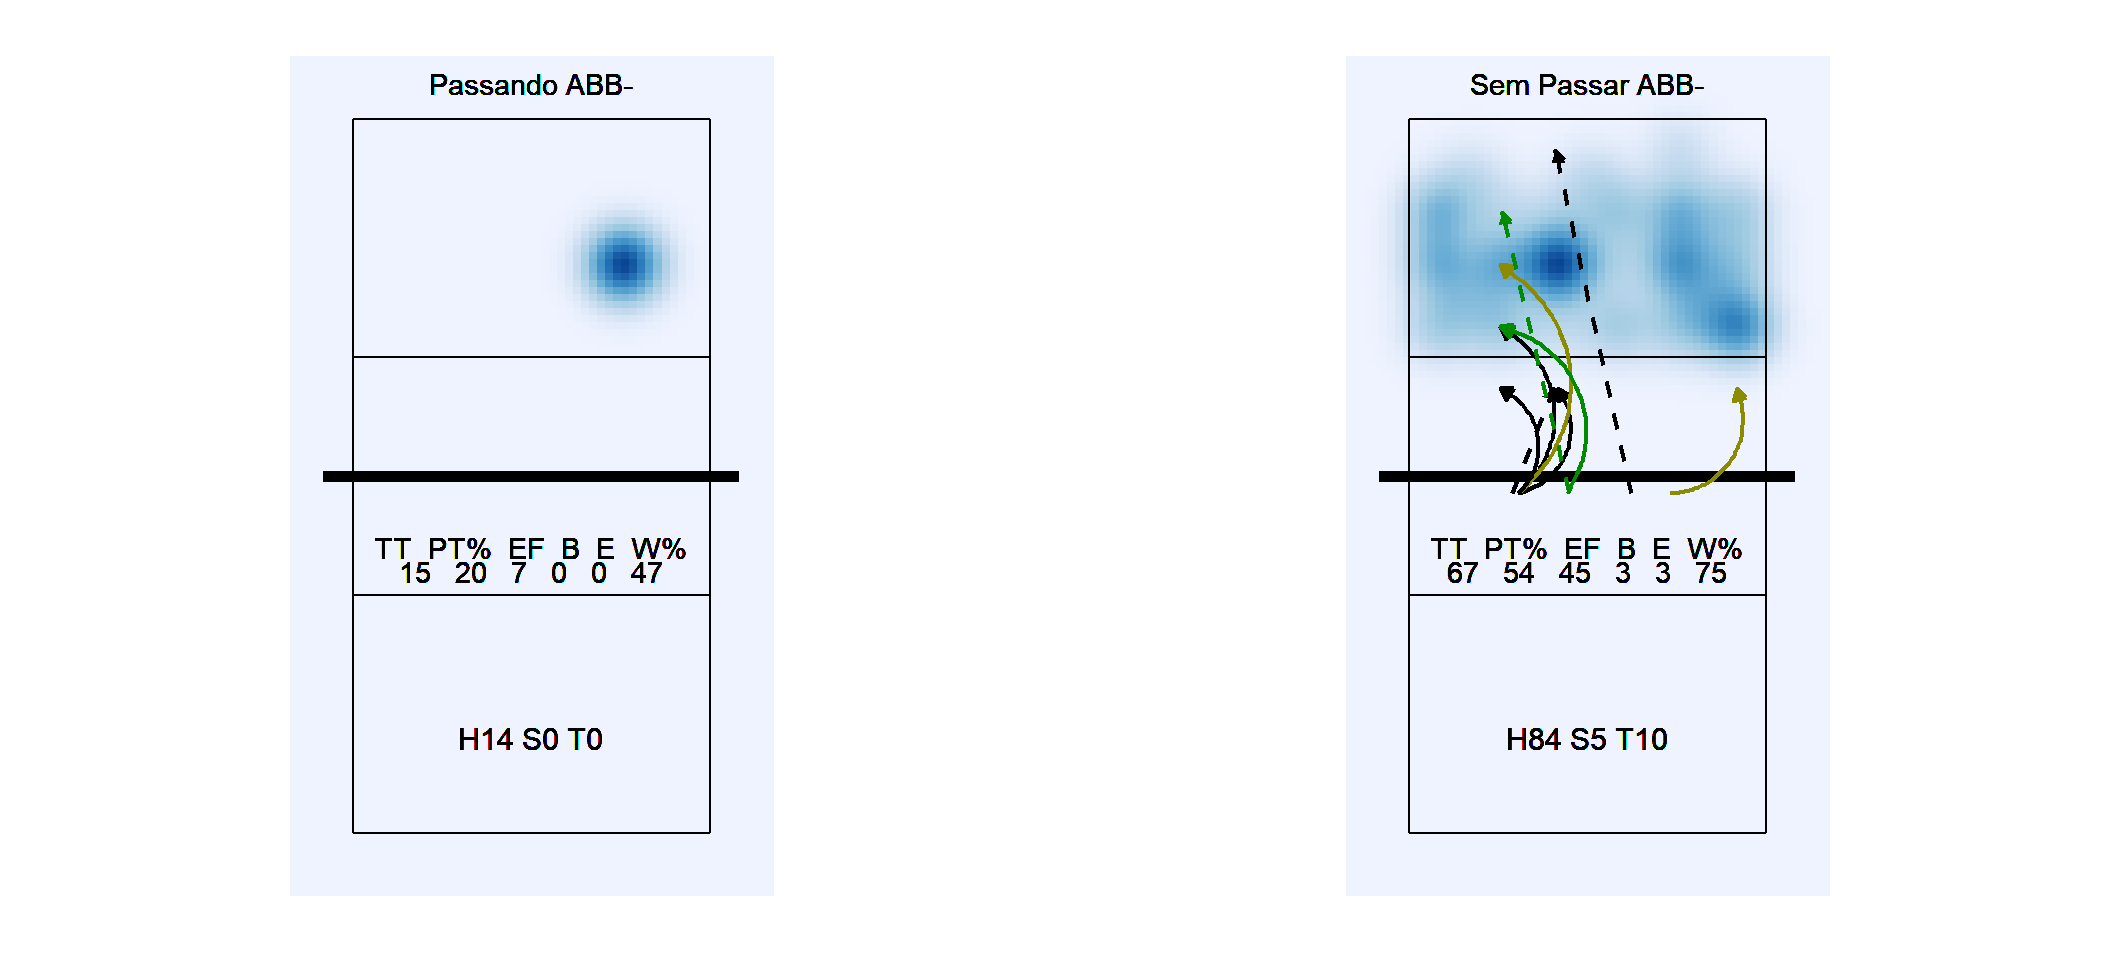 Passando ABB-
TT PT% EF B E W%
15 20 7 0 0 47
H14 S0 T0
Sem Passar ABB-
TT PT% EF B E W%
67 54 45 3 3 75
H84 S5 T10